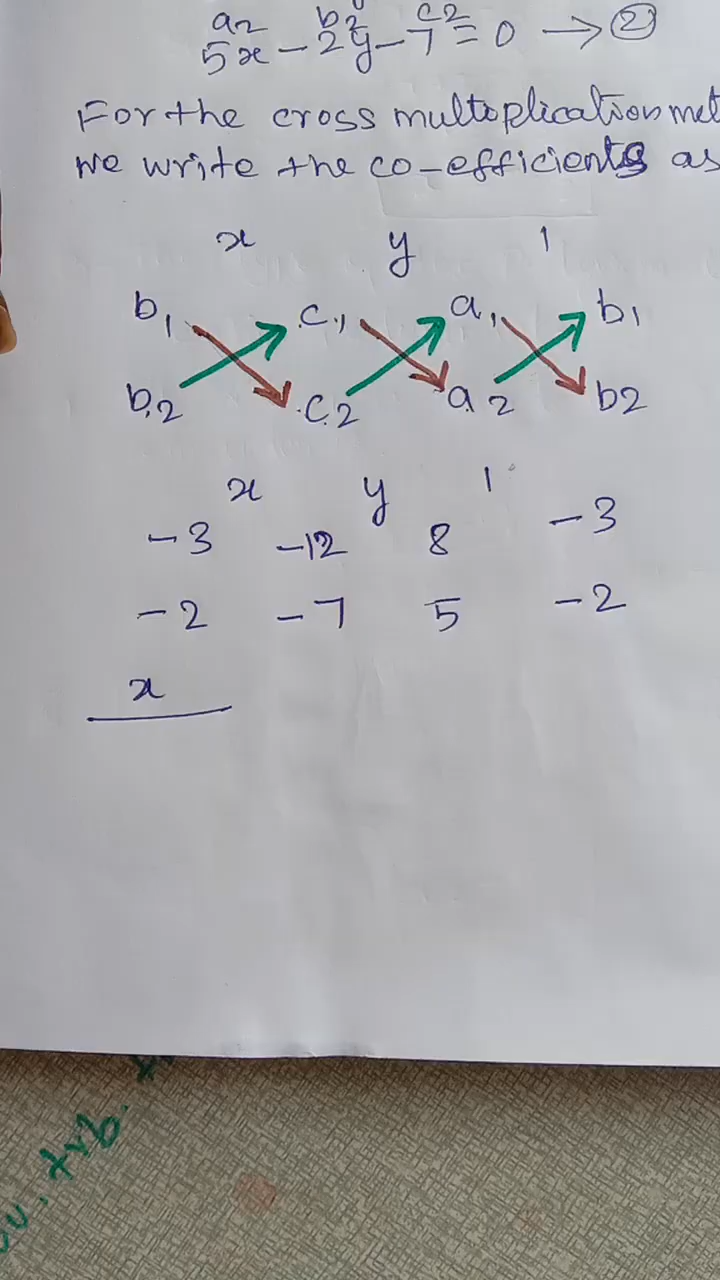 a2 b2 c2
5x - 2y - 7 = 0 → ②
For the cross multiplication met
we write the co-efficients as
x y 1
b1 c1 a1 b1
b2 c2 a2 b2
x y 1
-3 -12 8 -3
-2 -7 5 -2
x